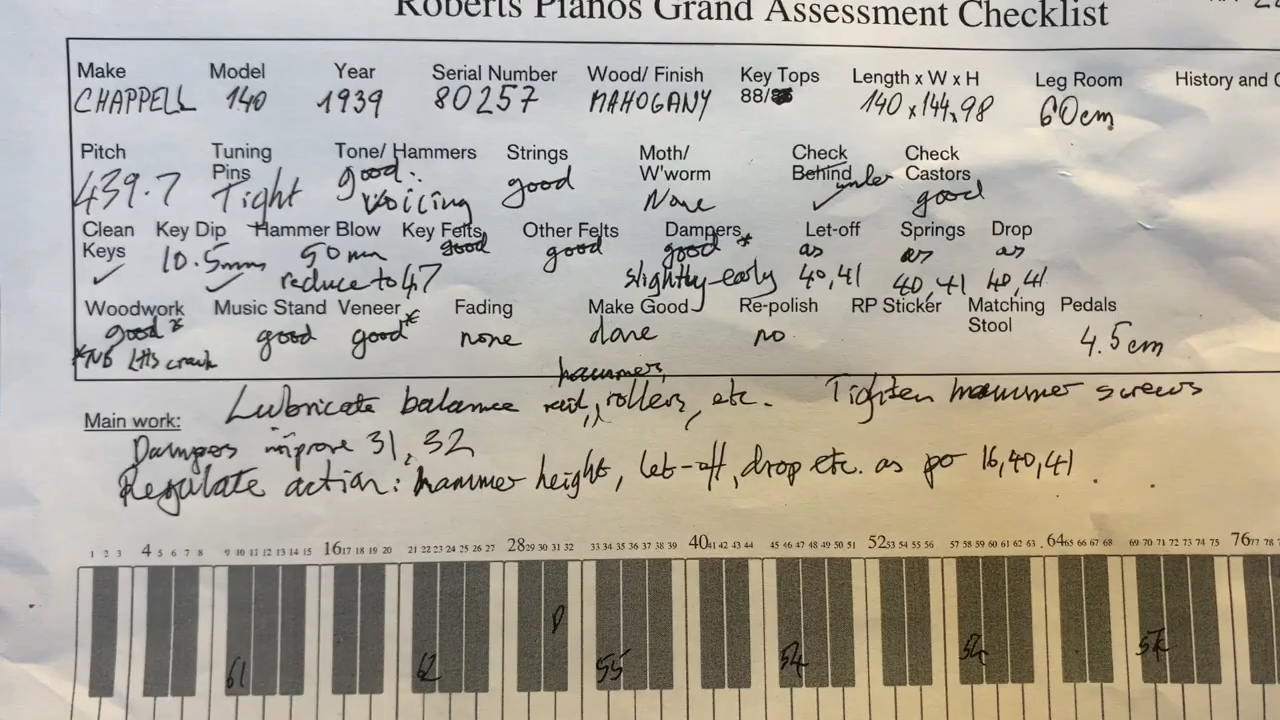 Roberts Pianos Grand Assessment Checklist
Make Model Year Serial Number Wood/ Finish Key Tops Length x W x H Leg Room History and C
CHAPPELL 140 1939 80257 MAHOGANY 88/ 140 x 144 x 98 60cm
Pitch Tuning Pins Tone/ Hammers Strings Moth/ W'worm Check Behind Check Castors
439.7 Tight good: Voicing good None under ✓ good
Clean Keys Key Dip Hammer Blow Key Felts Other Felts Dampers Let-off Springs Drop
✓ 10.5mm ✓ 50mm good good good* as as as
reduce to 47 slightly early 40,41 40,41 40,41
Woodwork Music Stand Veneer Fading Make Good Re-polish RP Sticker Matching Stool Pedals
good* good good* none done no 4.5cm
*NB LHS crack
hammers,
Main work: Lubricate balance rail, rollers, etc. Tighten hammer screws
Dampers improve 31, 32
Regulate action: hammer height, let-off, drop etc. as per 16,40,41.
1 2 3 4 5 6 7 8 9 10 11 12 13 14 15 16 17 18 19 20 21 22 23 24 25 26 27 28 29 30 31 32 33 34 35 36 37 38 39 40 41 42 43 44 45 46 47 48 49 50 51 52 53 54 55 56 57 58 59 60 61 62 63 64 65 66 67 68 69 70 71 72 73 74 75 76 77 78
61 62 55 54 54